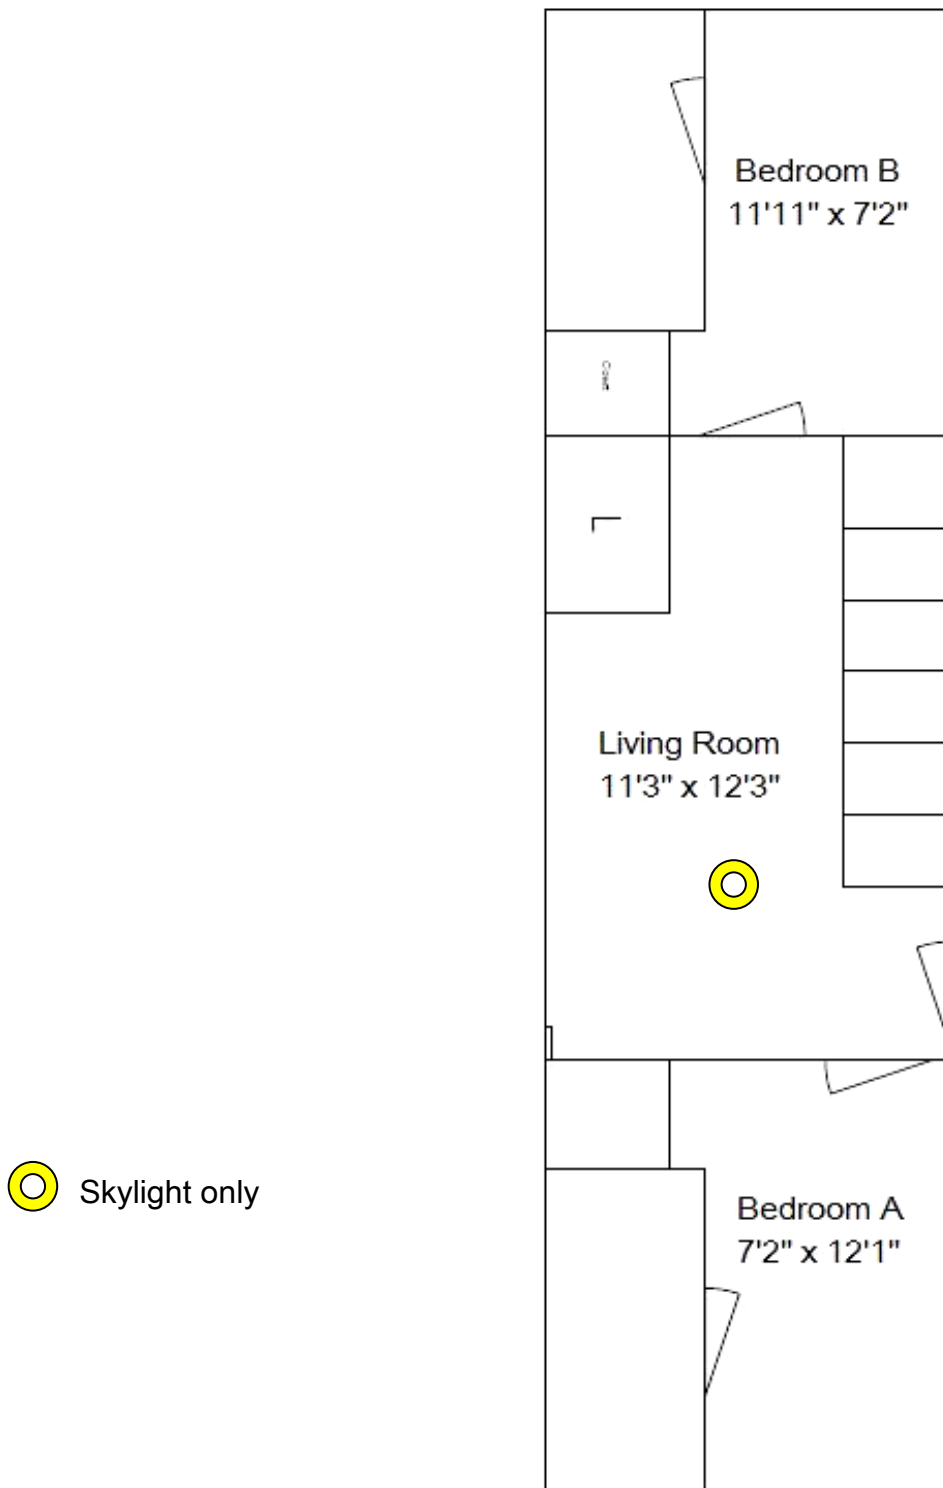 Bedroom B
11'11" x 7'2"
L
Living Room
11'3" x 12'3"
Skylight only
Bedroom A
7'2" x 12'1"